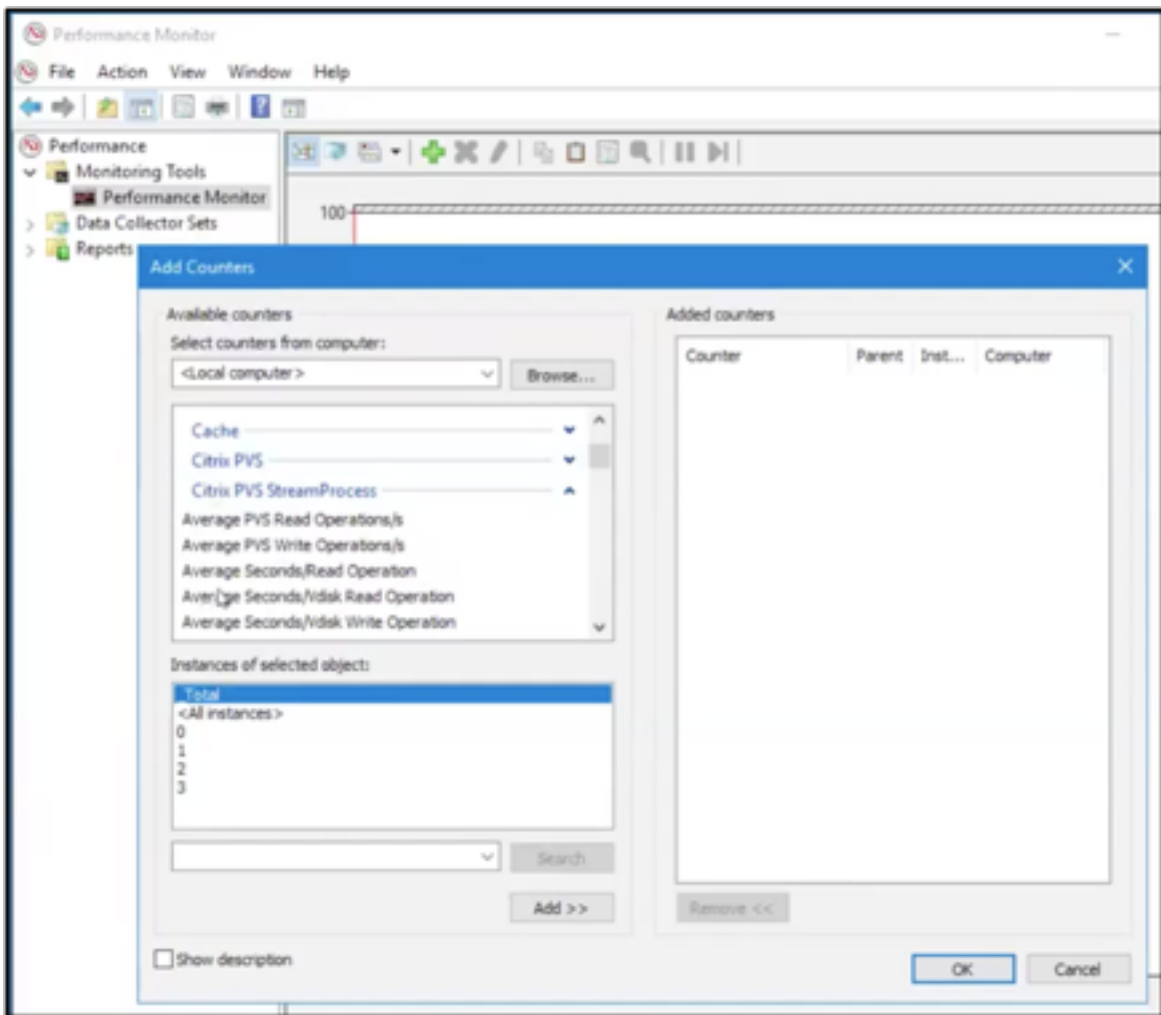 Performance Monitor
File Action View Window Help
Performance
Monitoring Tools
Performance Monitor
Data Collector Sets
Reports
100
Add Counters
Available counters
Select counters from computer:
<Local computer>
Browse...
Cache
Citrix PVS
Citrix PVS StreamProcess
Average PVS Read Operations/s
Average PVS Write Operations/s
Average Seconds/Read Operation
Average Seconds/Vdisk Read Operation
Average Seconds/Vdisk Write Operation
Instances of selected object:
_Total
<All instances>
0
1
2
3
Search
Add >>
Show description
Added counters
Counter Parent Inst... Computer
Remove <<
OK Cancel